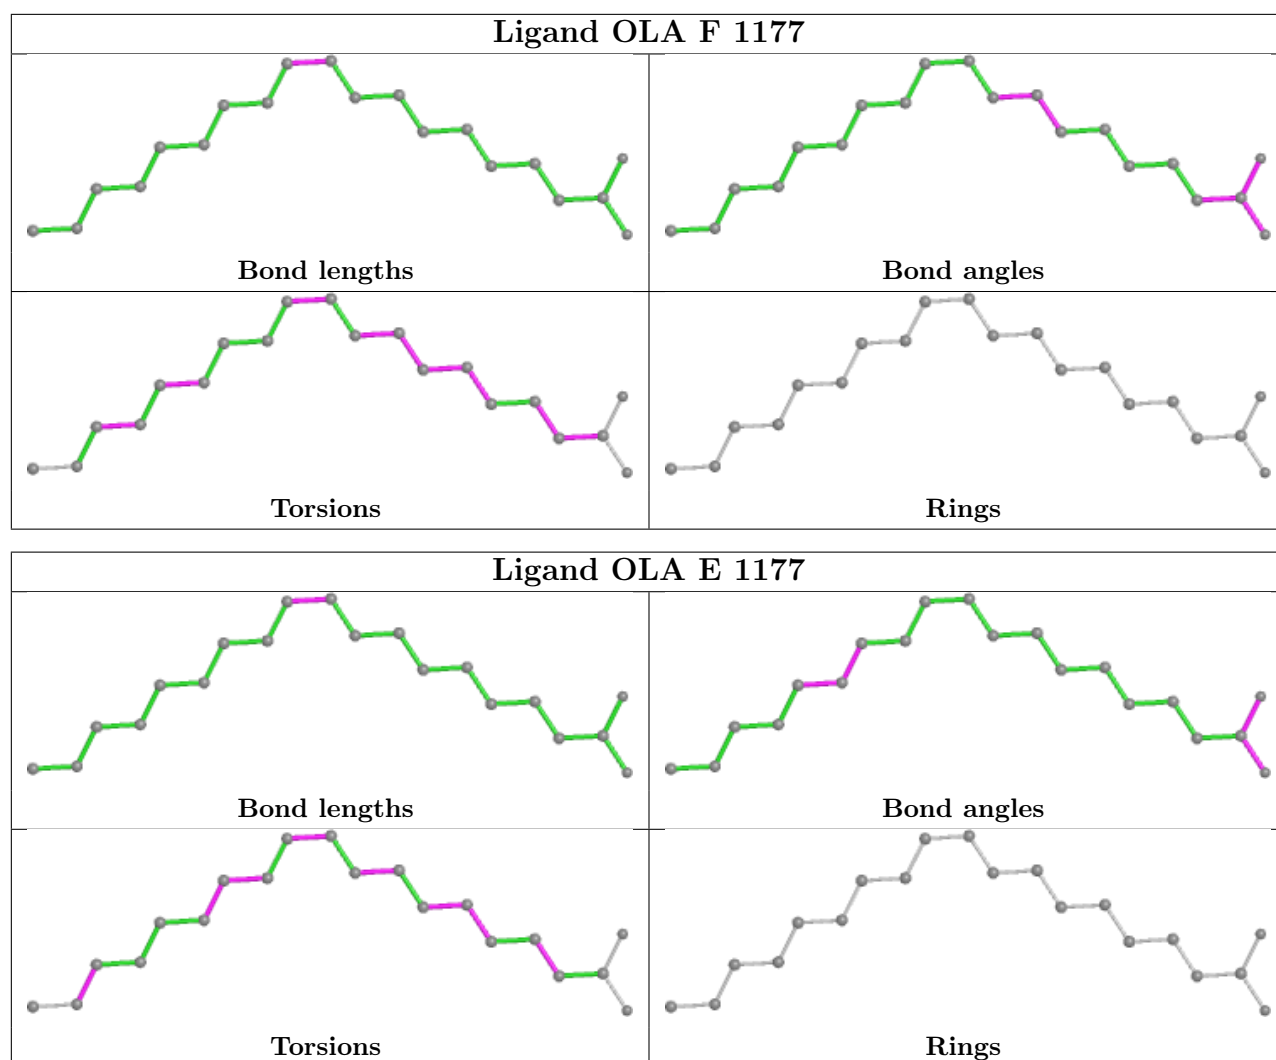 Ligand OLA F 1177
Bond lengths
Bond angles
Torsions
Rings
Ligand OLA E 1177
Bond lengths
Bond angles
Torsions
Rings